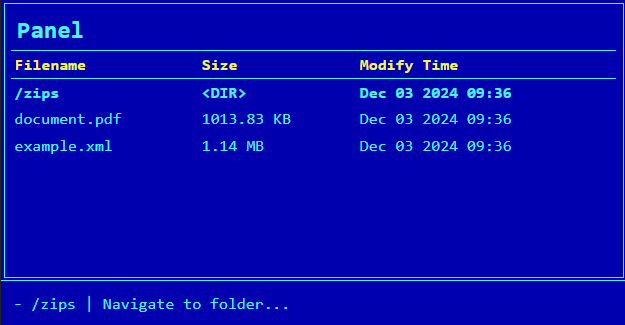 Panel
Filename Size Modify Time
/zips <DIR> Dec 03 2024 09:36
document.pdf 1013.83 KB Dec 03 2024 09:36
example.xml 1.14 MB Dec 03 2024 09:36
- /zips | Navigate to folder...